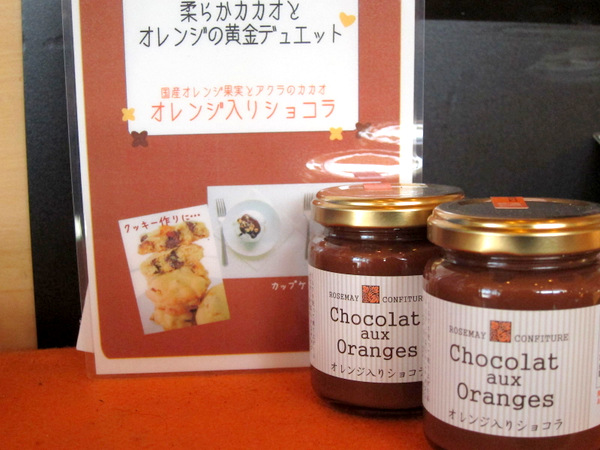 柔らかカカオと
オレンジの黄金デュエット
国産オレンジ果実とアクラのカカオ
オレンジ入りショコラ
クッキー作りに…
カップケ
ROSEMAY CONFITURE
Chocolat
aux
Oranges
オレンジ入りショコラ
ROSEMAY CONFITURE
Chocolat
aux
Oranges
オレンジ入りショコラ